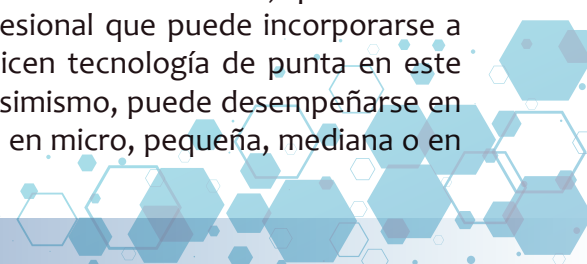 esional que puede incorporarse a
icen tecnología de punta en este
simismo, puede desempeñarse en
en micro, pequeña, mediana o en